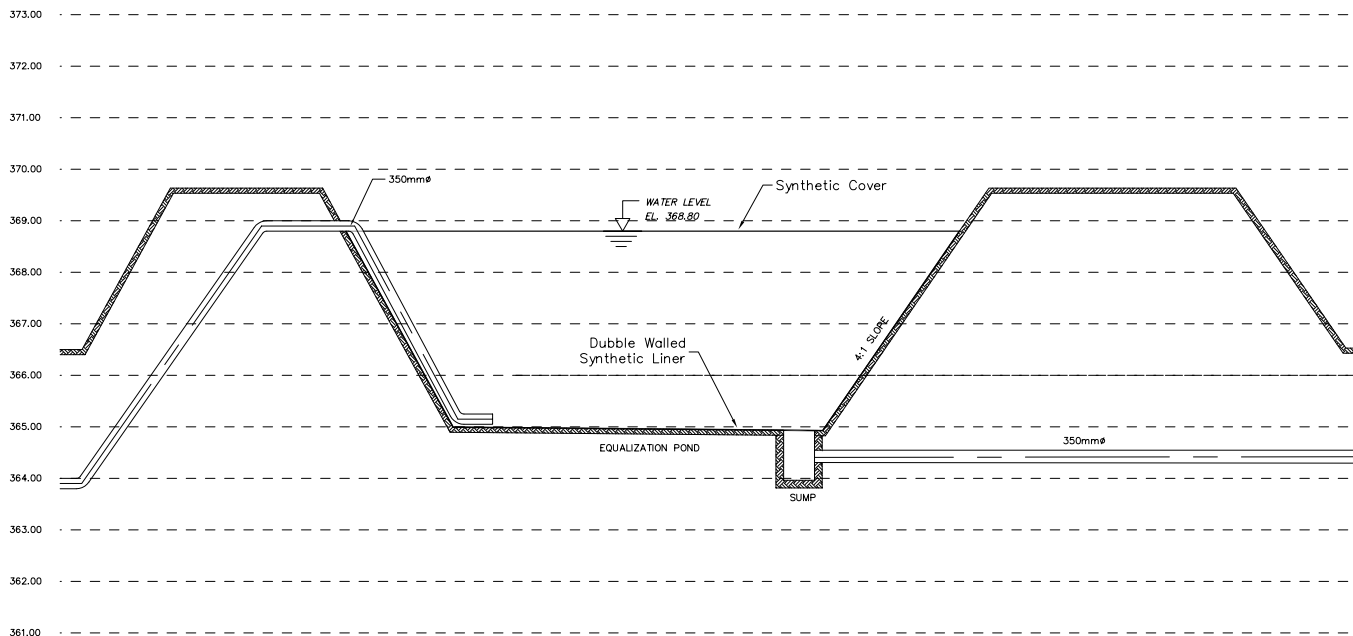 373.00
372.00
371.00
370.00
350mmø
Synthetic Cover
WATER LEVEL
EL. 368.80
369.00
368.00
367.00
4:1 SLOPE
Dubble Walled
Synthetic Liner
366.00
365.00
EQUALIZATION POND
350mmø
364.00
SUMP
363.00
362.00
361.00